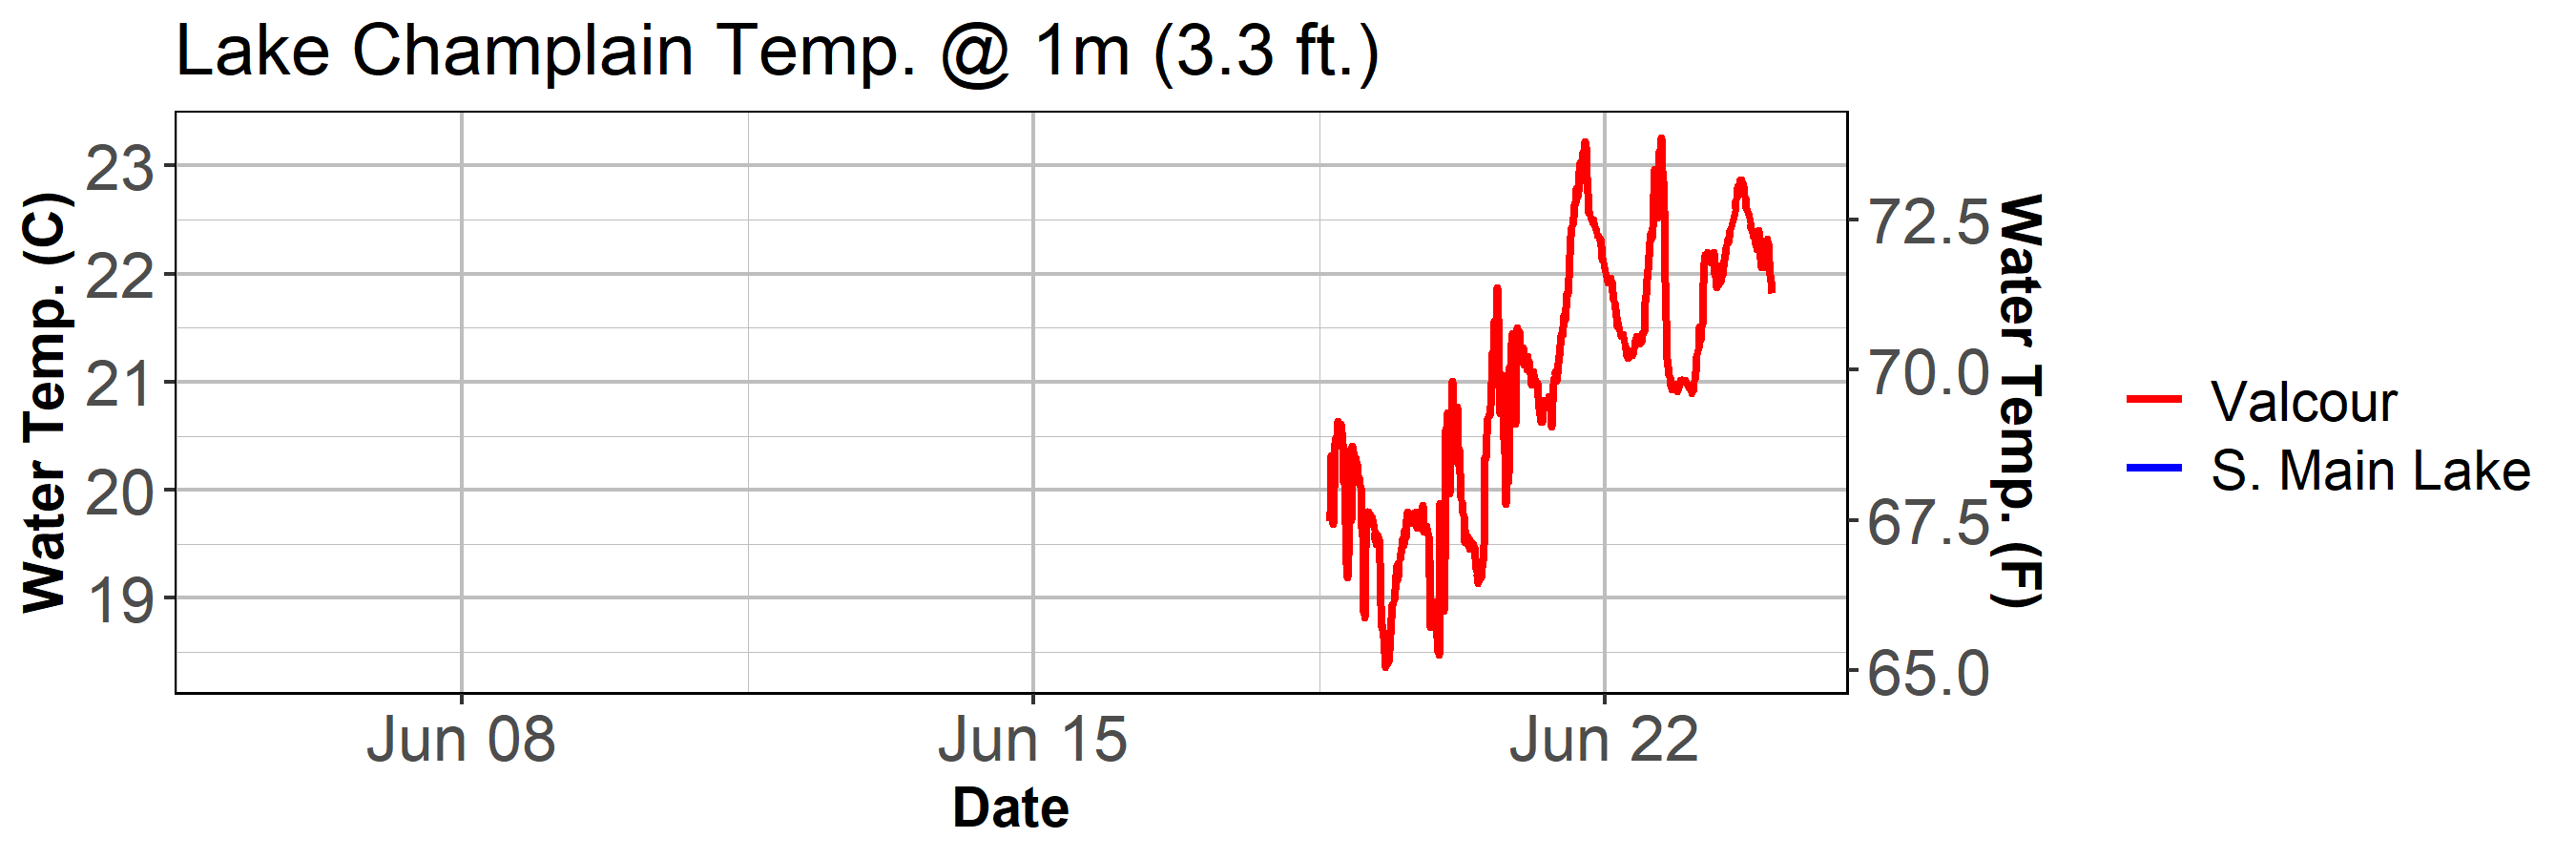 Lake Champlain Temp. @ 1m (3.3 ft.)
Water Temp. (C)
23
22
21
20
19
72.5
70.0
67.5
65.0
Water Temp. (F)
Jun 08
Jun 15
Jun 22
Date
Valcour
S. Main Lake